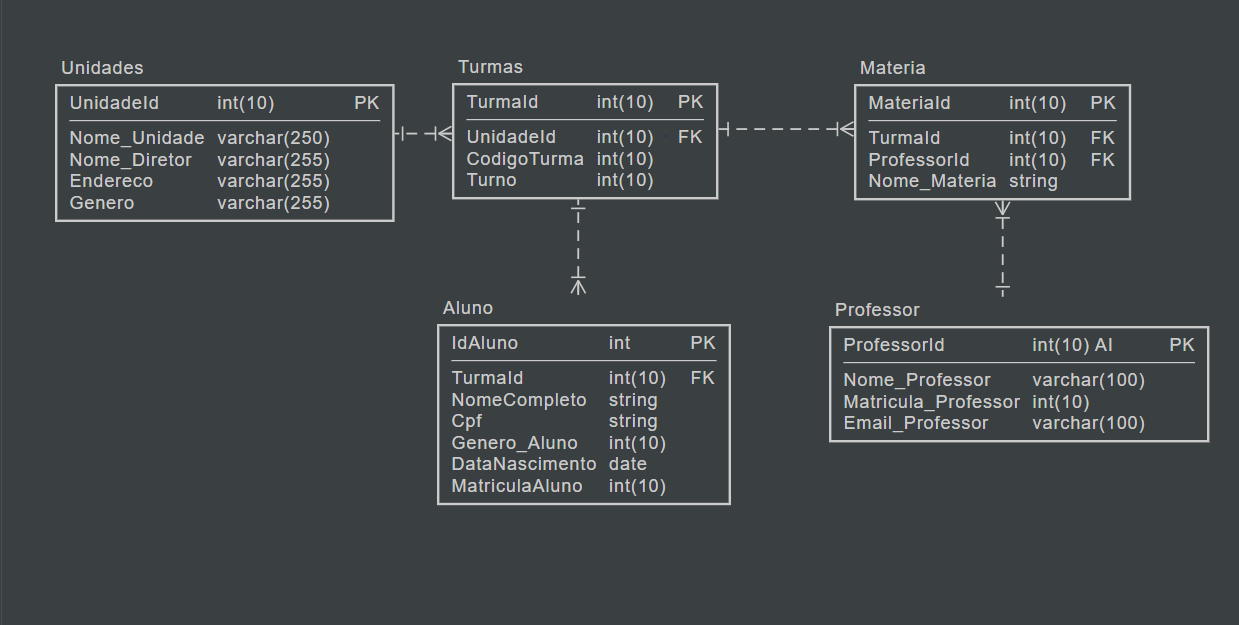 Unidades
UnidadeId int(10) PK
Nome_Unidade varchar(250)
Nome_Diretor varchar(255)
Endereco varchar(255)
Genero varchar(255)
Turmas
TurmaId int(10) PK
UnidadeId int(10) FK
CodigoTurma int(10)
Turno int(10)
Materia
MateriaId int(10) PK
TurmaId int(10) FK
ProfessorId int(10) FK
Nome_Materia string
Aluno
IdAluno int PK
TurmaId int(10) FK
NomeCompleto string
Cpf string
Genero_Aluno int(10)
DataNascimento date
MatriculaAluno int(10)
Professor
ProfessorId int(10) AI PK
Nome_Professor varchar(100)
Matricula_Professor int(10)
Email_Professor varchar(100)